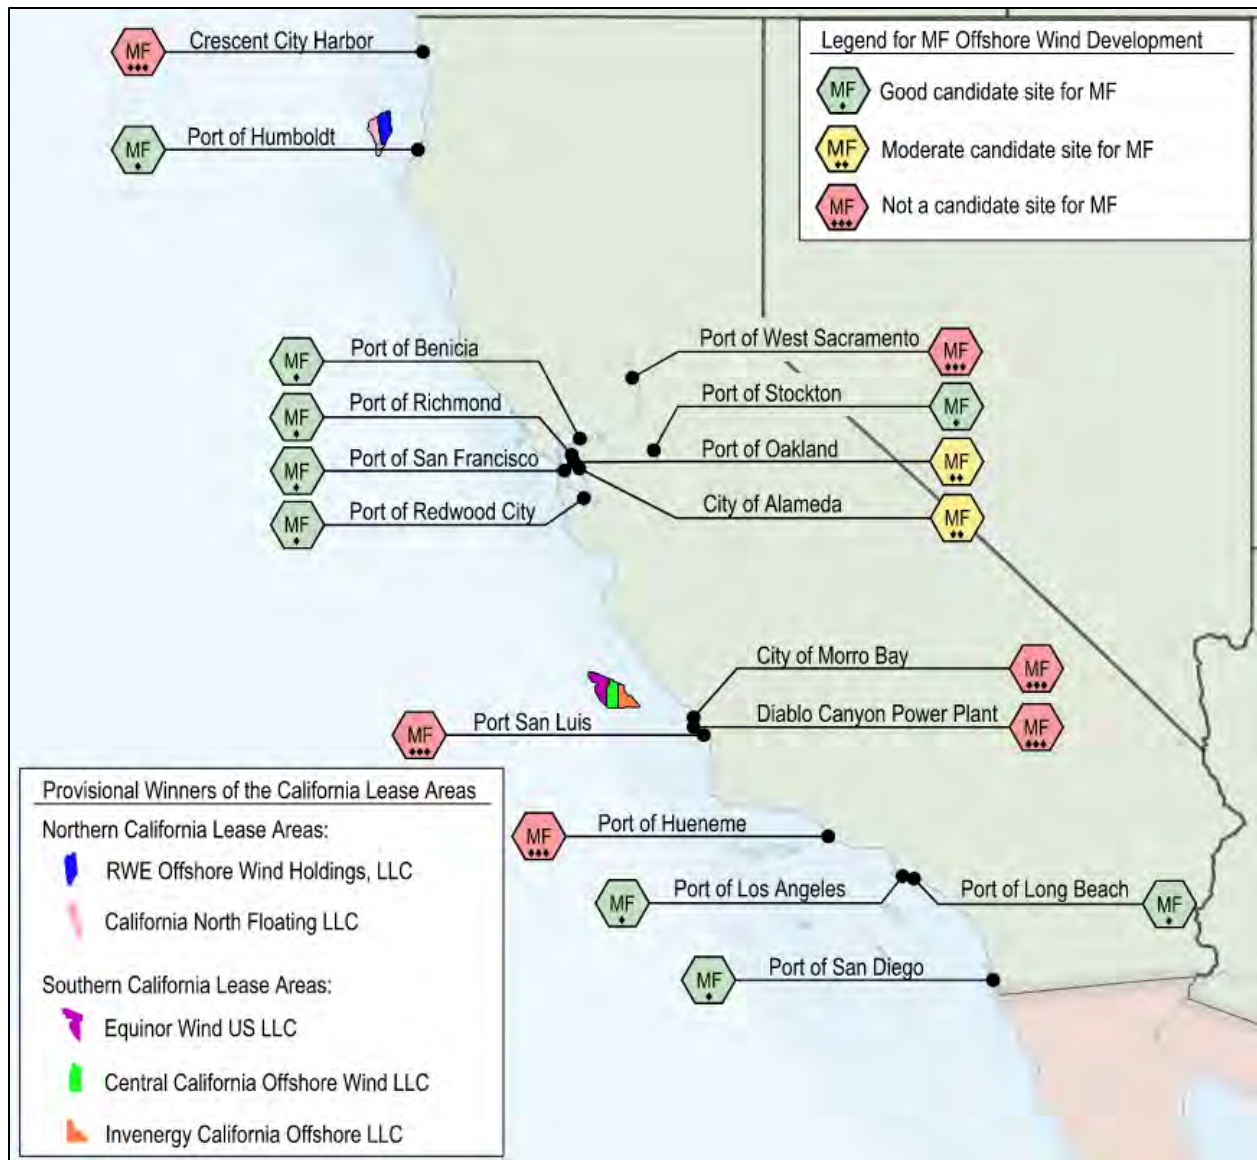 Crescent City Harbor
MF
Port of Humboldt
MF
Legend for MF Offshore Wind Development
MF
Good candidate site for MF
MF
Moderate candidate site for MF
MF
Not a candidate site for MF
Port of Benicia
MF
Port of Richmond
MF
Port of San Francisco
MF
Port of Redwood City
MF
Port of West Sacramento
MF
Port of Stockton
MF
Port of Oakland
MF
City of Alameda
MF
City of Morro Bay
MF
Diablo Canyon Power Plant
MF
Port San Luis
MF
Port of Hueneme
MF
Port of Los Angeles
MF
Port of Long Beach
MF
Port of San Diego
MF
Provisional Winners of the California Lease Areas
Northern California Lease Areas:
RWE Offshore Wind Holdings, LLC
California North Floating LLC
Southern California Lease Areas:
Equinor Wind US LLC
Central California Offshore Wind LLC
Invenergy California Offshore LLC